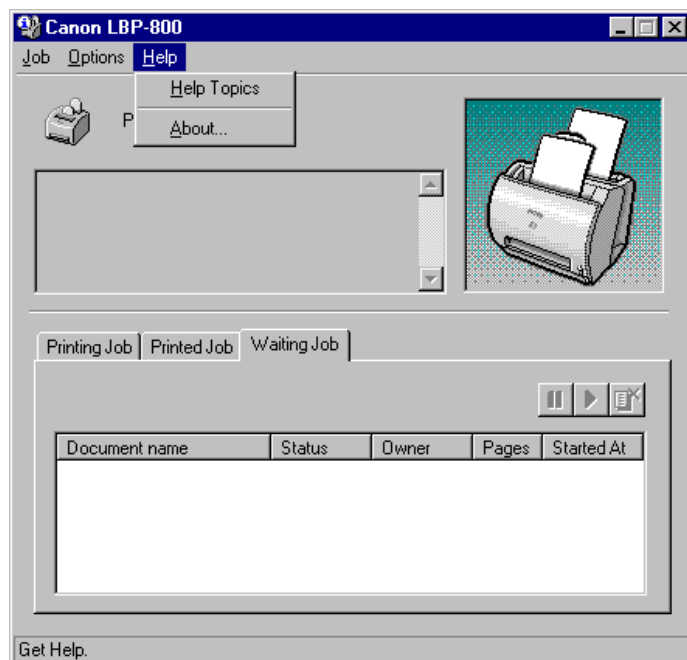 Canon LBP-800
Job Options Help
Help Topics
P
About...
Printing Job Printed Job Waiting Job
Document name Status Owner Pages Started At
Get Help.